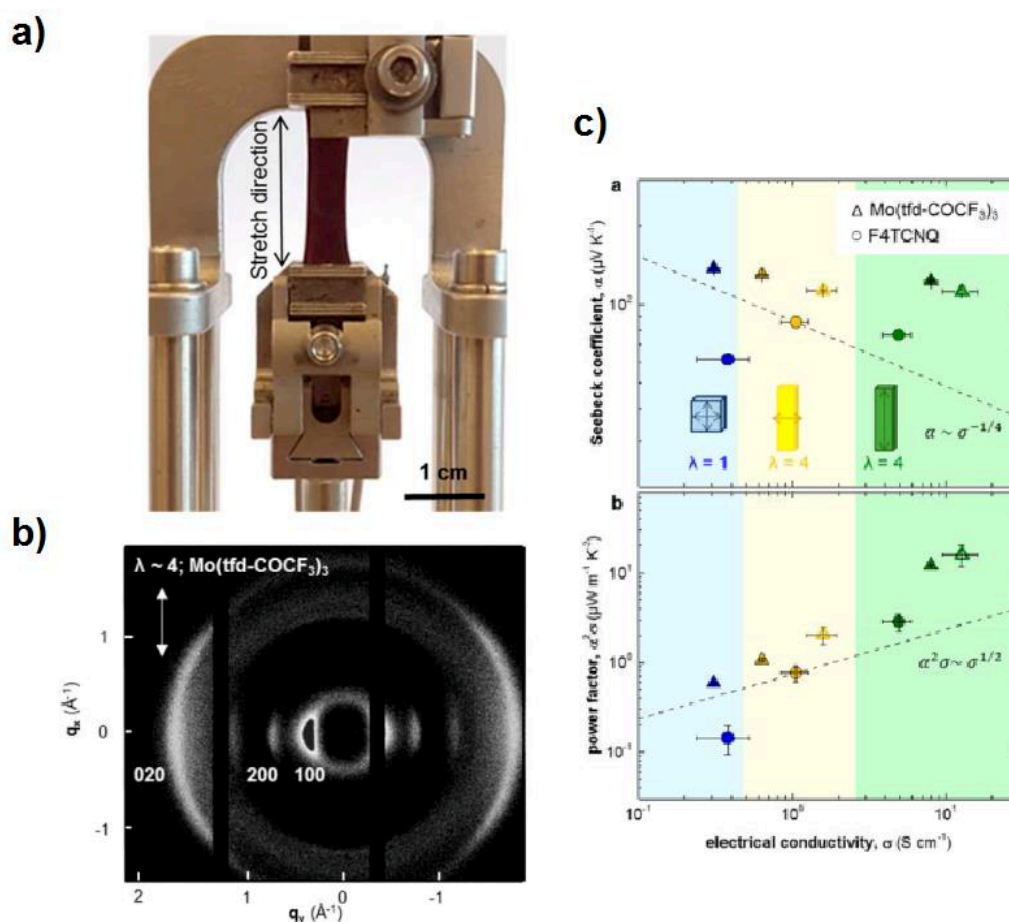 a)
Stretch direction
1 cm
b)
λ ~ 4; Mo(tfd-COCF₃)₃
1
0
-1
qₓ (Å⁻¹)
020
200
100
2
1
0
-1
q_y (Å⁻¹)
c)
a
Mo(tfd-COCF₃)₃
F4TCNQ
Seebeck coefficient, α (µV K⁻¹)
10²
λ = 1
λ = 4
λ = 4
α ~ σ⁻¹/⁴
b
power factor, α²σ (µW m⁻¹ K⁻²)
10¹
10⁰
10⁻¹
α²σ ~ σ¹/²
10⁻¹
10⁰
10¹
electrical conductivity, σ (S cm⁻¹)